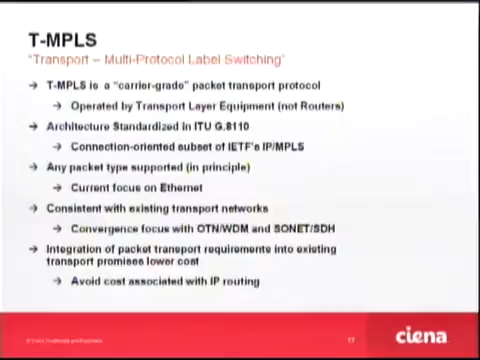 T-MPLS
"Transport – Multi-Protocol Label Switching"
→ T-MPLS is a "carrier-grade" packet transport protocol
→ Operated by Transport Layer Equipment (not Routers)
→ Architecture Standardized in ITU G.8110
→ Connection-oriented subset of IETF's IP/MPLS
→ Any packet type supported (in principle)
→ Current focus on Ethernet
→ Consistent with existing transport networks
→ Convergence focus with OTN/WDM and SONET/SDH
→ Integration of packet transport requirements into existing
transport promises lower cost
→ Avoid cost associated with IP routing
17
ciena